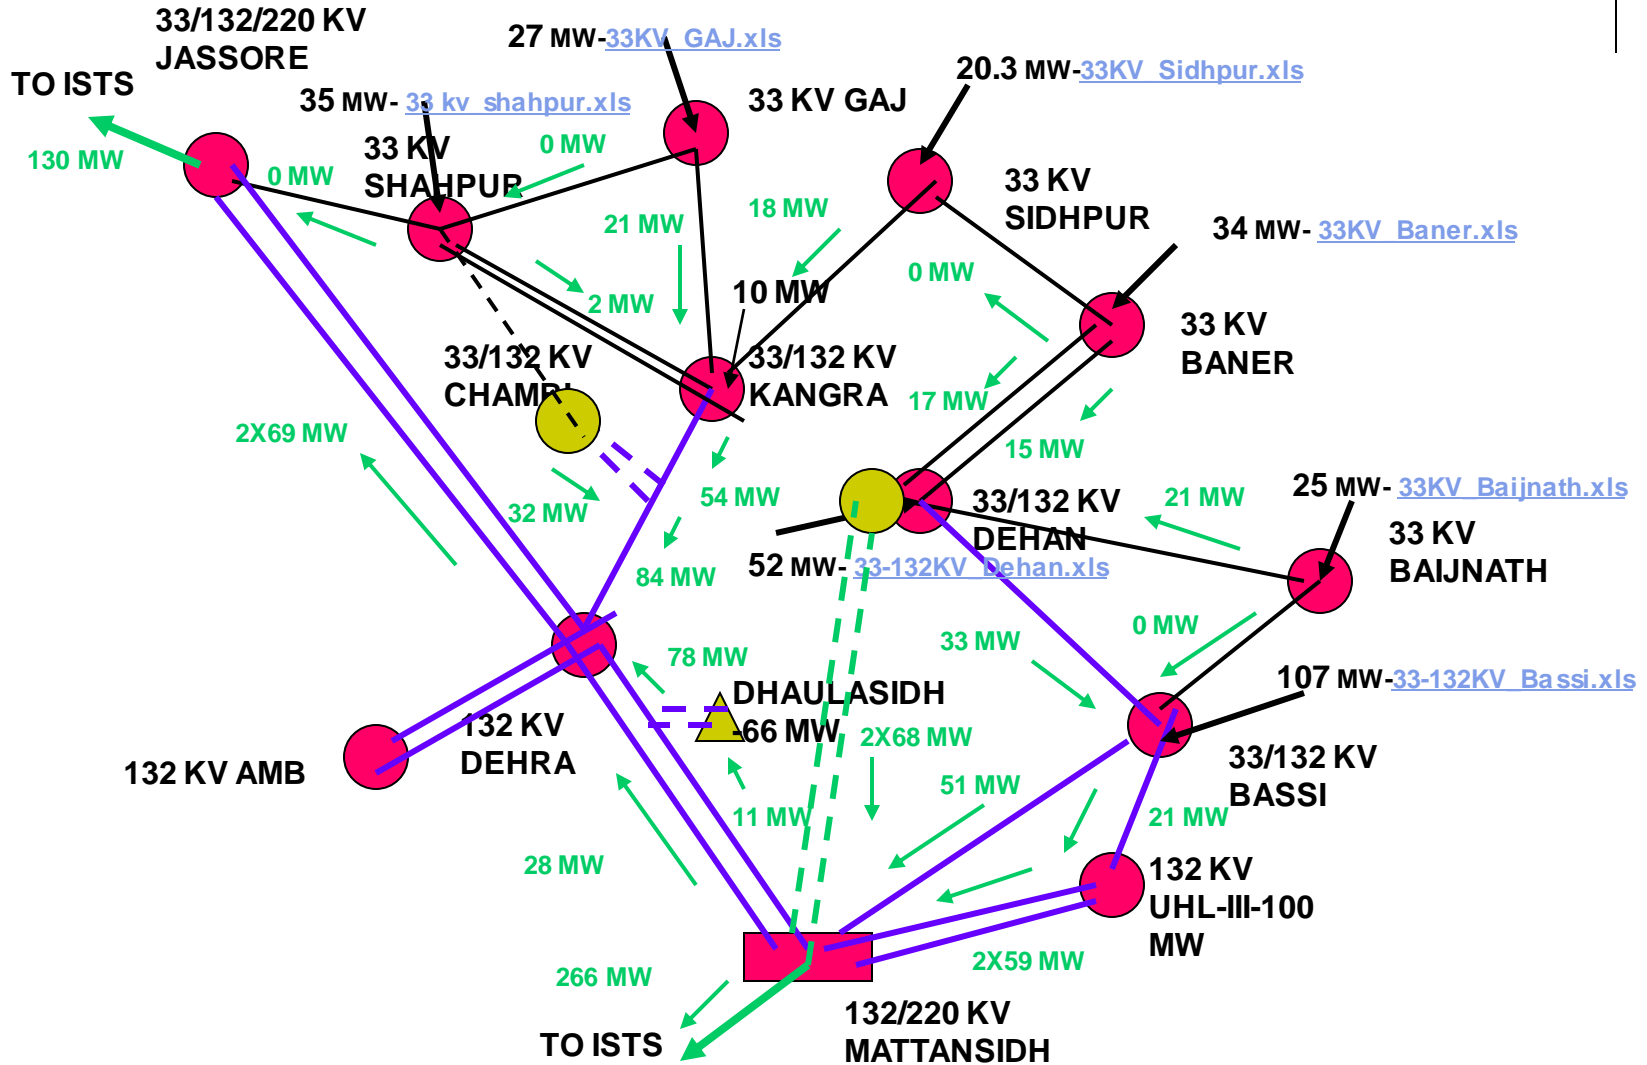 33/132/220 KV
JASSORE
TO ISTS
130 MW
27 MW-33KV_GAJ.xls
35 MW- 33 kv shahpur.xls
33 KV GAJ
20.3 MW-33KV_Sidhpur.xls
33 KV
SHAHPUR
0 MW
0 MW
33 KV
SIDHPUR
18 MW
21 MW
34 MW- 33KV_Baner.xls
0 MW
2 MW
10 MW
33 KV
BANER
33/132 KV
CHAMBI
33/132 KV
KANGRA
17 MW
2X69 MW
15 MW
54 MW
32 MW
33/132 KV
DEHAN
21 MW
25 MW- 33KV_Baijnath.xls
33 KV
BAIJNATH
52 MW- 33-132KV_Dehan.xls
84 MW
33 MW
0 MW
78 MW
107 MW-33-132KV_Bassi.xls
DHAULASIDH
-66 MW
132 KV
DEHRA
132 KV AMB
2X68 MW
51 MW
33/132 KV
BASSI
11 MW
21 MW
28 MW
132 KV
UHL-III-100
MW
266 MW
2X59 MW
132/220 KV
MATTANSIDH
TO ISTS